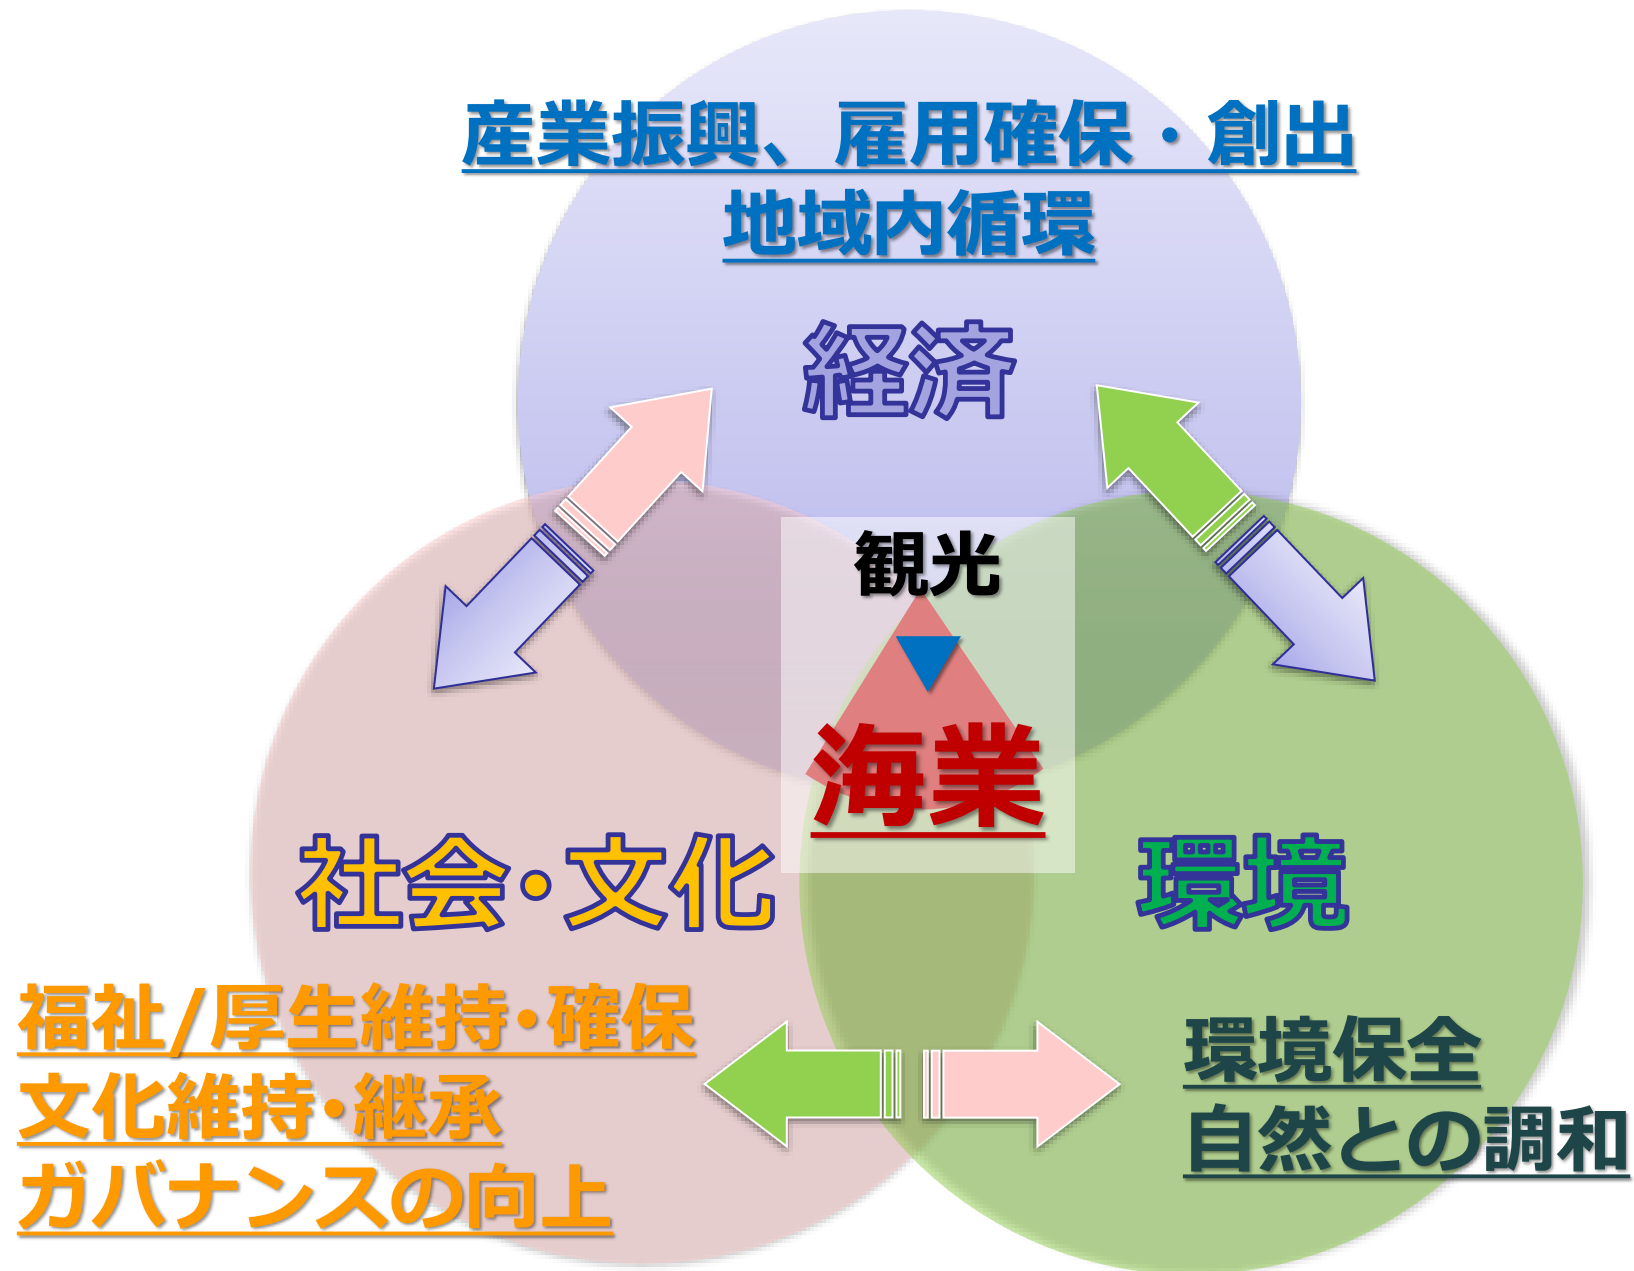 産業振興、雇用確保・創出
地域内循環
経済
観光
海業
社会・文化
環境
福祉/厚生維持・確保
文化維持・継承
ガバナンスの向上
環境保全
自然との調和